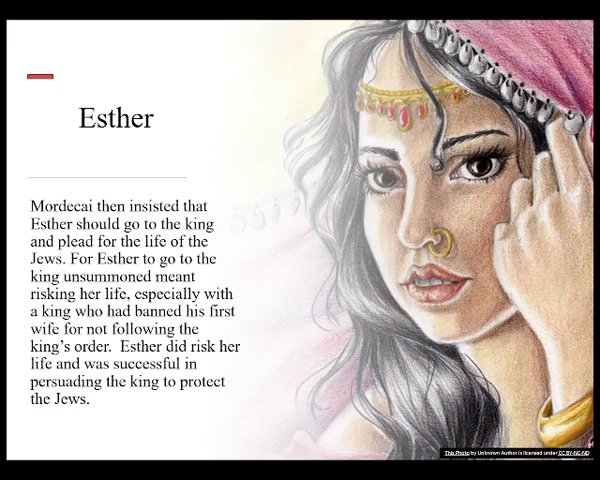 Esther
Mordecai then insisted that
Esther should go to the king
and plead for the life of the
Jews. For Esther to go to the
king unsummoned meant
risking her life, especially with
a king who had banned his first
wife for not following the
king’s order.  Esther did risk her
life and was successful in
persuading the king to protect
the Jews.
This Photo by Unknown Author is licensed under CC BY-NC-ND